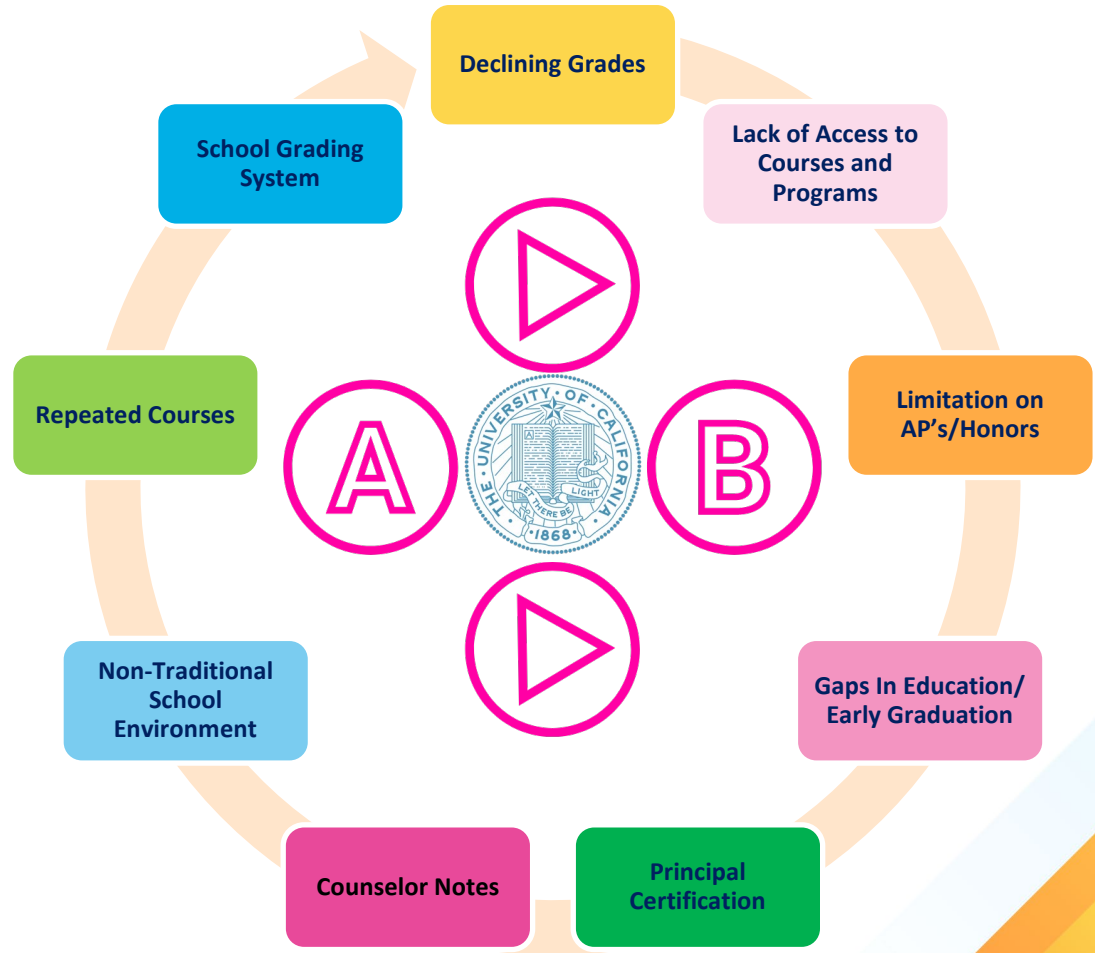 Declining Grades
Lack of Access to
Courses and
Programs
Limitation on
AP's/Honors
Gaps In Education/
Early Graduation
Principal
Certification
Counselor Notes
Non-Traditional
School
Environment
Repeated Courses
School Grading
System
A
B
THE · UNIVERSITY · OF · CALIFORNIA ·
LET THERE BE
LIGHT
·1868·